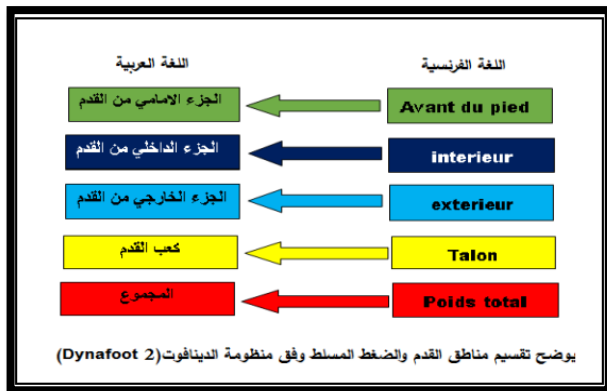 اللغة الفرنسية
اللغة العربية
Avant du pied
الجزء الامامي من القدم
interieur
الجزء الداخلي من القدم
exterieur
الجزء الخارجي من القدم
Talon
كعب القدم
Poids total
المجموع
يوضح تقسيم مناطق القدم والضغط المسلط وفق منظومة الدينافوت(Dynafoot 2)